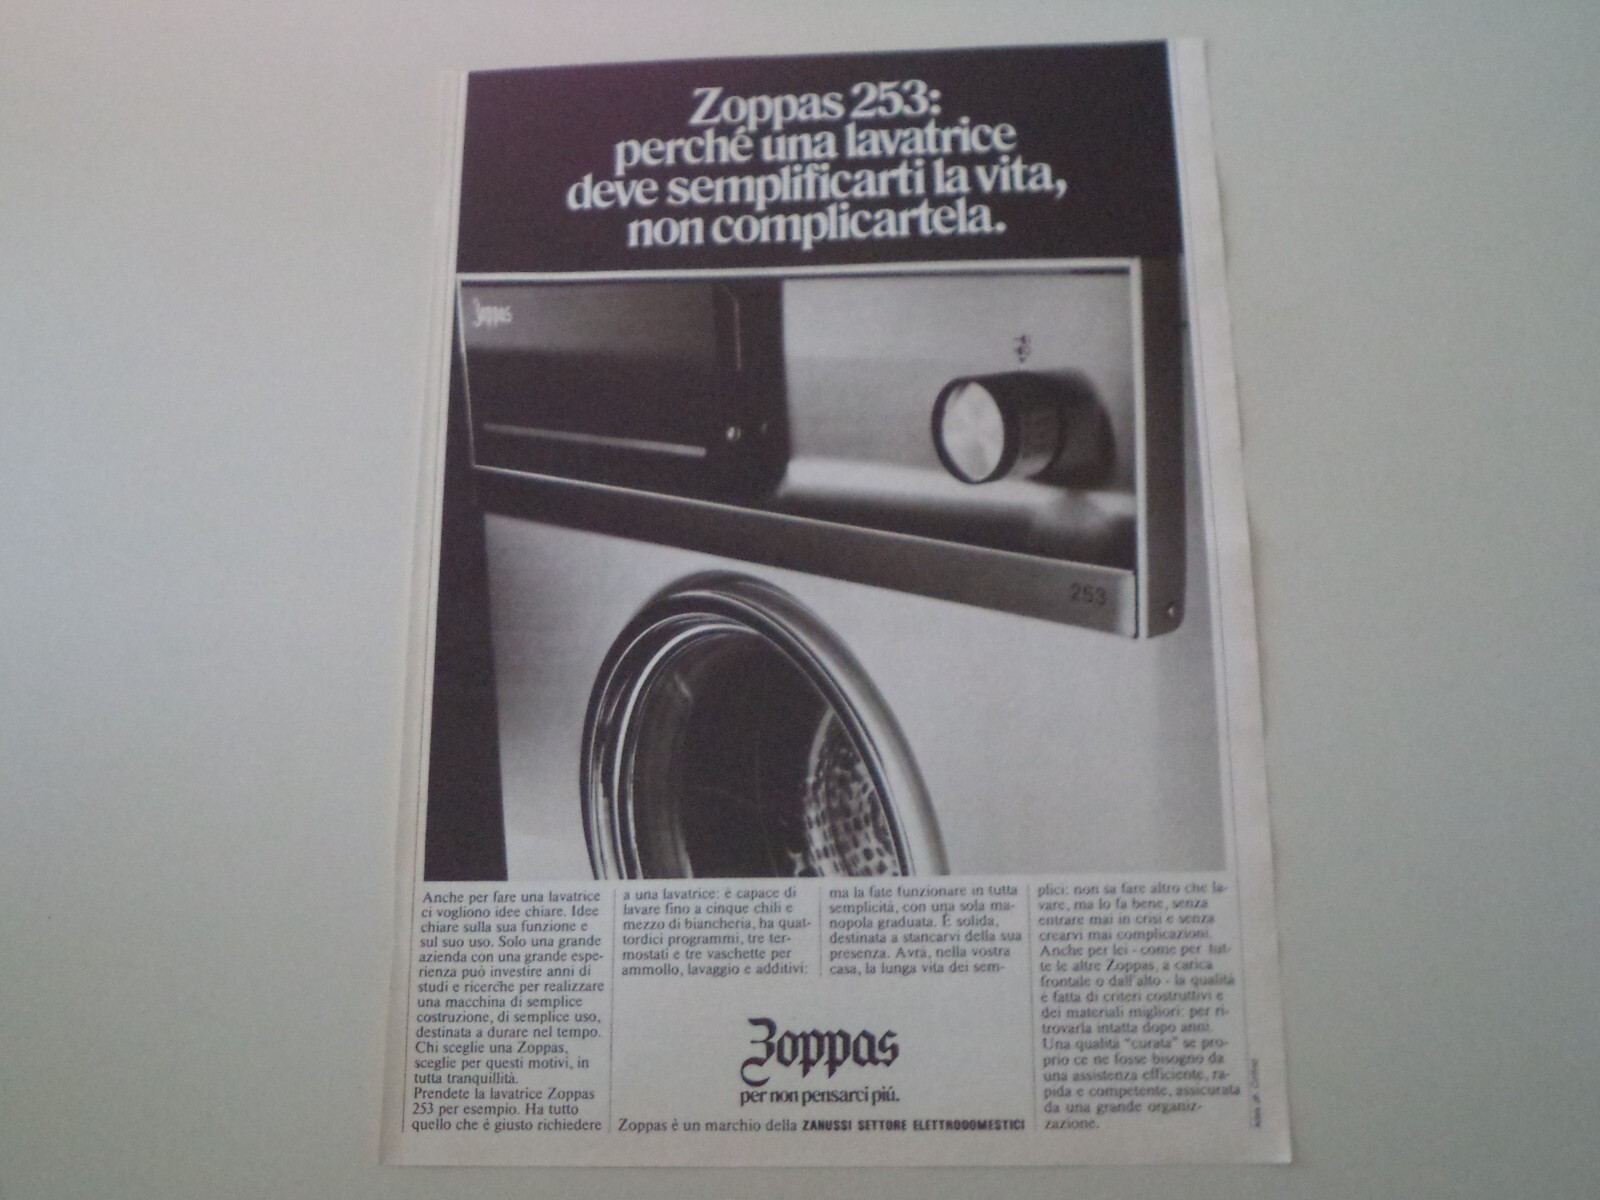 Zoppas 253:
perché una lavatrice
deve semplificarti la vita,
non complicartela.
Zoppas
253
Anche per fare una lavatrice
ci vogliono idee chiare. Idee
chiare sulla sua funzione e
sul suo uso. Solo una grande
azienda con una grande espe-
rienza può investire anni di
studi e ricerche per realizzare
una macchina di semplice
costruzione, di semplice uso,
destinata a durare nel tempo.
Chi sceglie una Zoppas,
sceglie per questi motivi, in
tutta tranquillità.
Prendete la lavatrice Zoppas
253 per esempio. Ha tutto
quello che è giusto richiedere
a una lavatrice: è capace di
lavare fino a cinque chili e
mezzo di biancheria, ha quat-
tordici programmi, tre ter-
mostati e tre vaschette per
ammollo, lavaggio e additivi:
ma la fate funzionare in tutta
semplicità, con una sola ma-
nopola graduata. È solida,
destinata a stancarvi della sua
presenza. Avrà, nella vostra
casa, la lunga vita dei sem-
plici: non sa fare altro che la-
vare, ma lo fa bene, senza
entrare mai in crisi e senza
crearvi mai complicazioni.
Anche per lei - come per tut-
te le altre Zoppas, a carica
frontale o dall'alto - la qualità
è fatta di criteri costruttivi e
dei materiali migliori: per ri-
trovarla intatta dopo anni.
Una qualità "curata" se pro-
prio ce ne fosse bisogno da
una assistenza efficiente, ra-
pida e competente, assicurata
da una grande organiz-
zazione.
Zoppas
per non pensarci più.
Zoppas è un marchio della ZANUSSI SETTORE ELETTRODOMESTICI